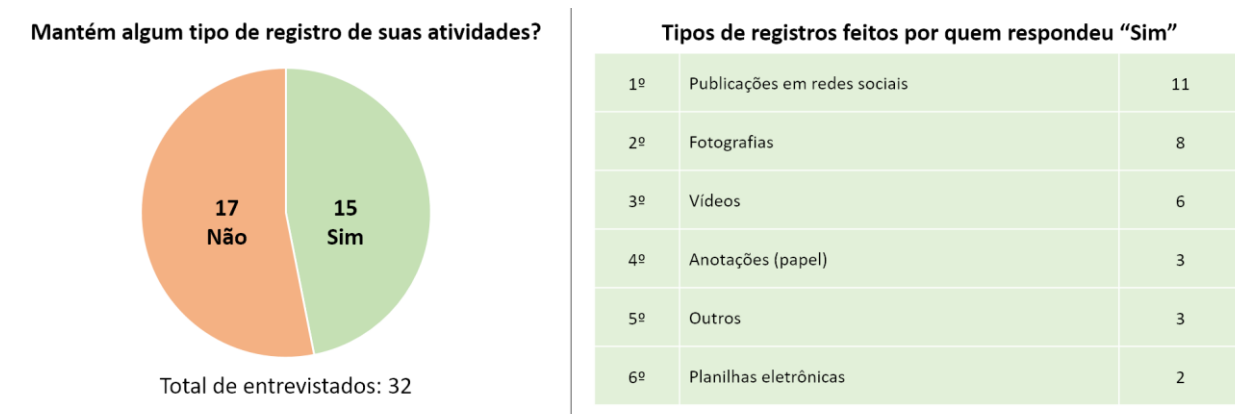 Mantém algum tipo de registro de suas atividades?
17
Não
15
Sim
Total de entrevistados: 32
Tipos de registros feitos por quem respondeu “Sim”
1º Publicações em redes sociais 11
2º Fotografias 8
3º Vídeos 6
4º Anotações (papel) 3
5º Outros 3
6º Planilhas eletrônicas 2